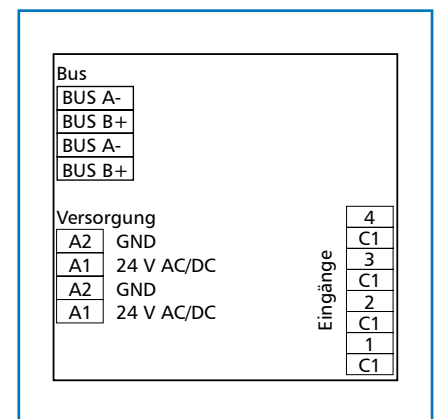 Bus
BUS A-
BUS B+
BUS A-
BUS B+
Versorgung
A2 GND
A1 24 V AC/DC
A2 GND
A1 24 V AC/DC
Eingänge
4
C1
3
C1
2
C1
1
C1